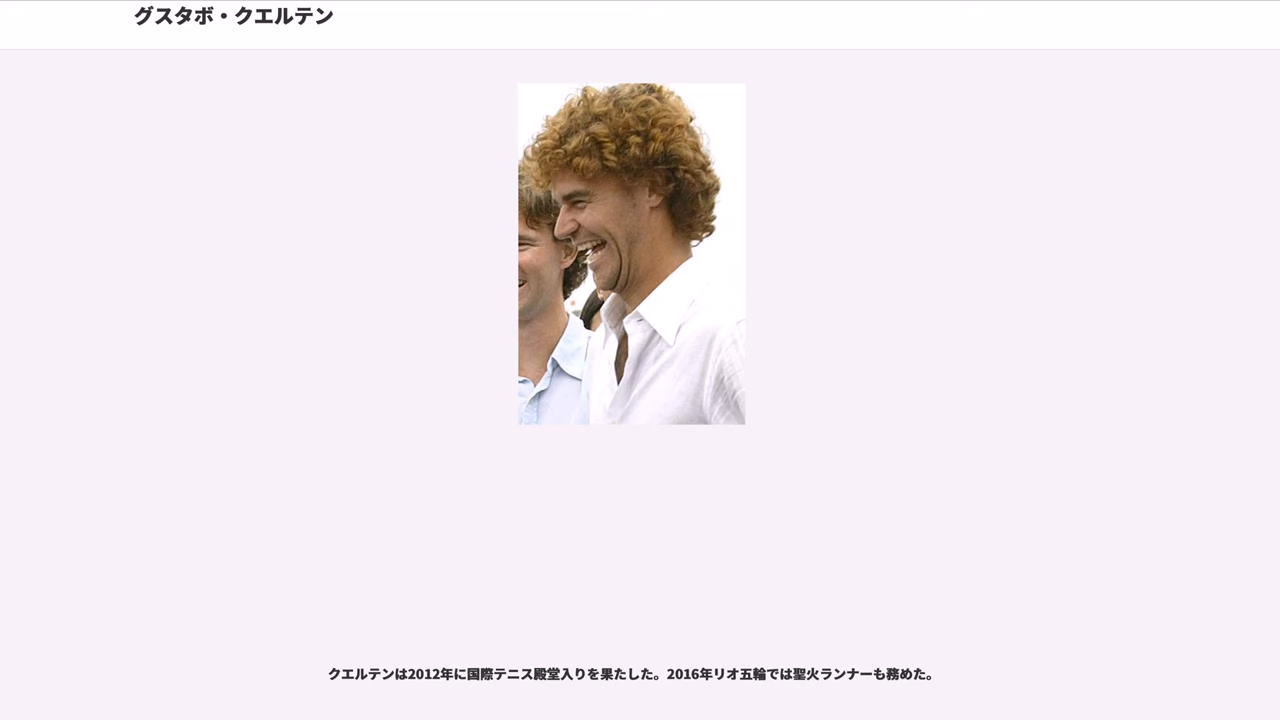 グスタボ・クエルテン
クエルテンは2012年に国際テニス殿堂入りを果たした。2016年リオ五輪では聖火ランナーも務めた。